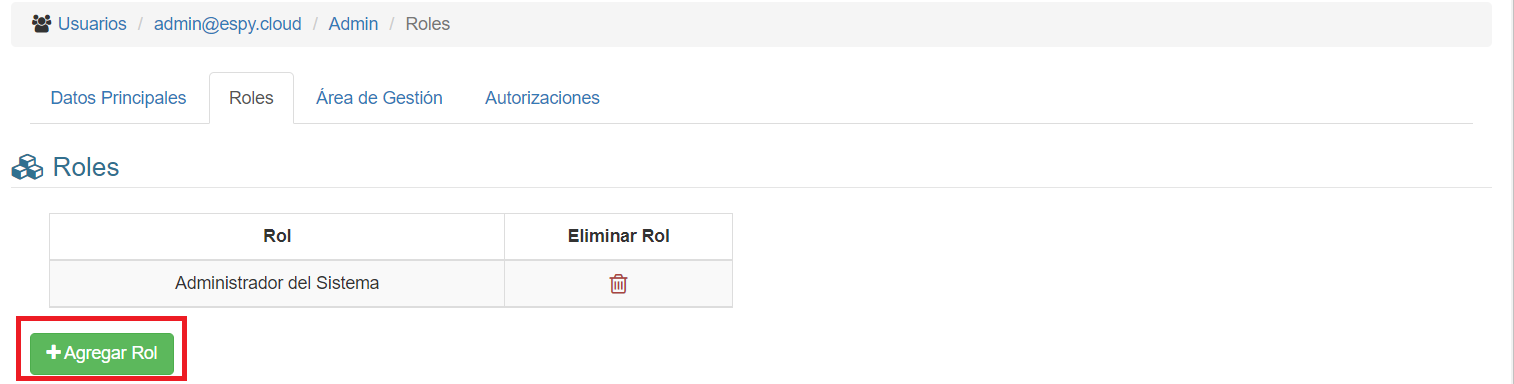 Usuarios / admin@espy.cloud / Admin / Roles
Datos Principales Roles Área de Gestión Autorizaciones
Roles
Rol Eliminar Rol
Administrador del Sistema
Agregar Rol